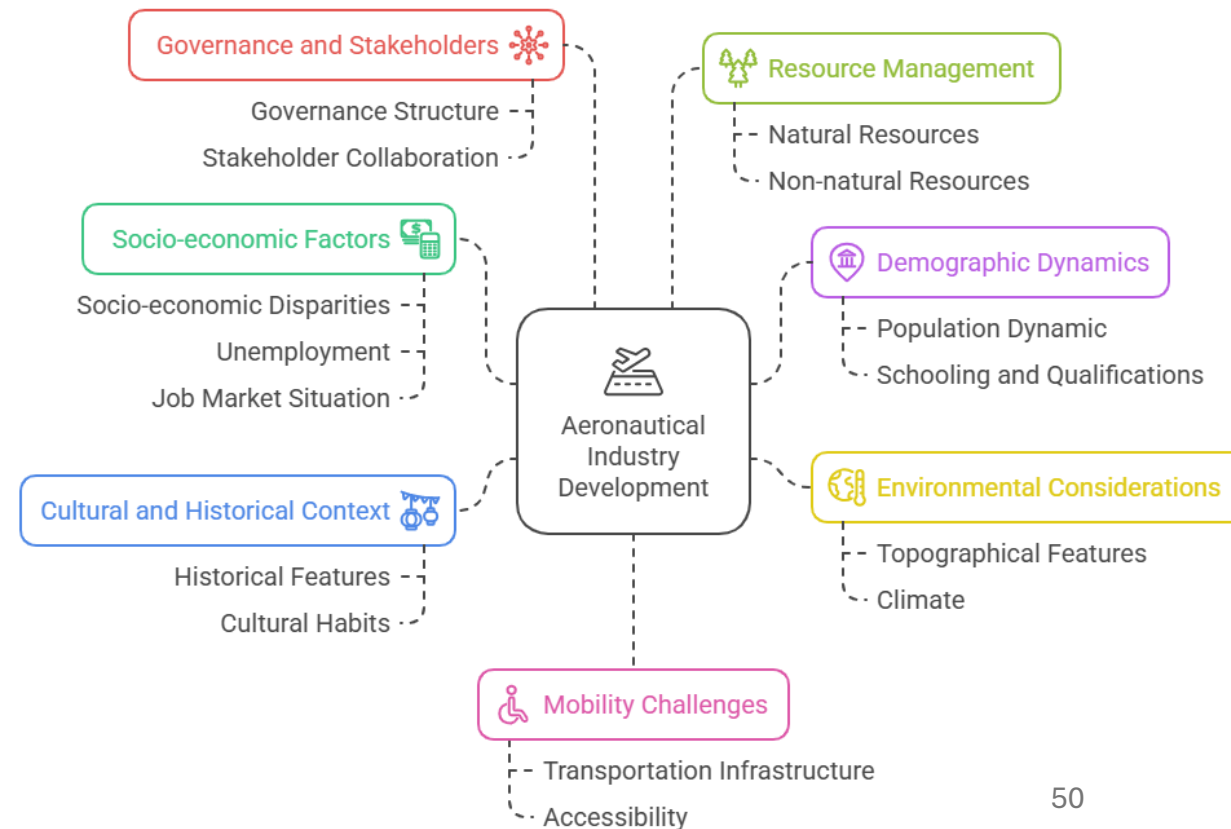 Governance and Stakeholders
Governance Structure
Stakeholder Collaboration
Resource Management
Natural Resources
Non-natural Resources
Socio-economic Factors
Socio-economic Disparities
Unemployment
Job Market Situation
Demographic Dynamics
Population Dynamic
Schooling and Qualifications
Aeronautical
Industry
Development
Cultural and Historical Context
Historical Features
Cultural Habits
Environmental Considerations
Topographical Features
Climate
Mobility Challenges
Transportation Infrastructure
Accessibility
50